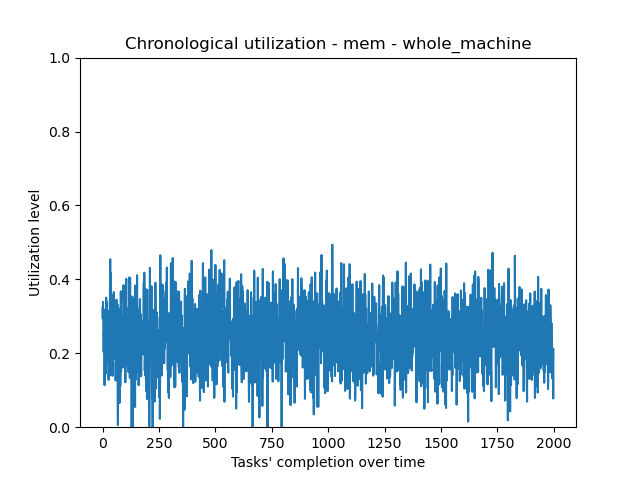 Chronological utilization - mem - whole_machine
1.0
0.8
0.6
0.4
0.2
0.0
Utilization level
0 250 500 750 1000 1250 1500 1750 2000
Tasks' completion over time